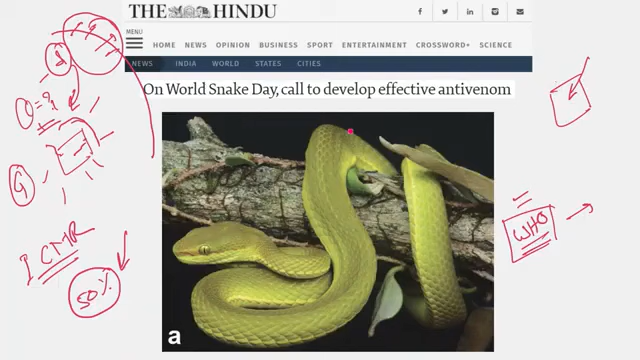 THE HINDU
MENU
HOME NEWS OPINION BUSINESS SPORT ENTERTAINMENT CROSSWORD+ SCIENCE
NEWS INDIA WORLD STATES CITIES
On World Snake Day, call to develop effective antivenom
WHO
ICMR
50%
a